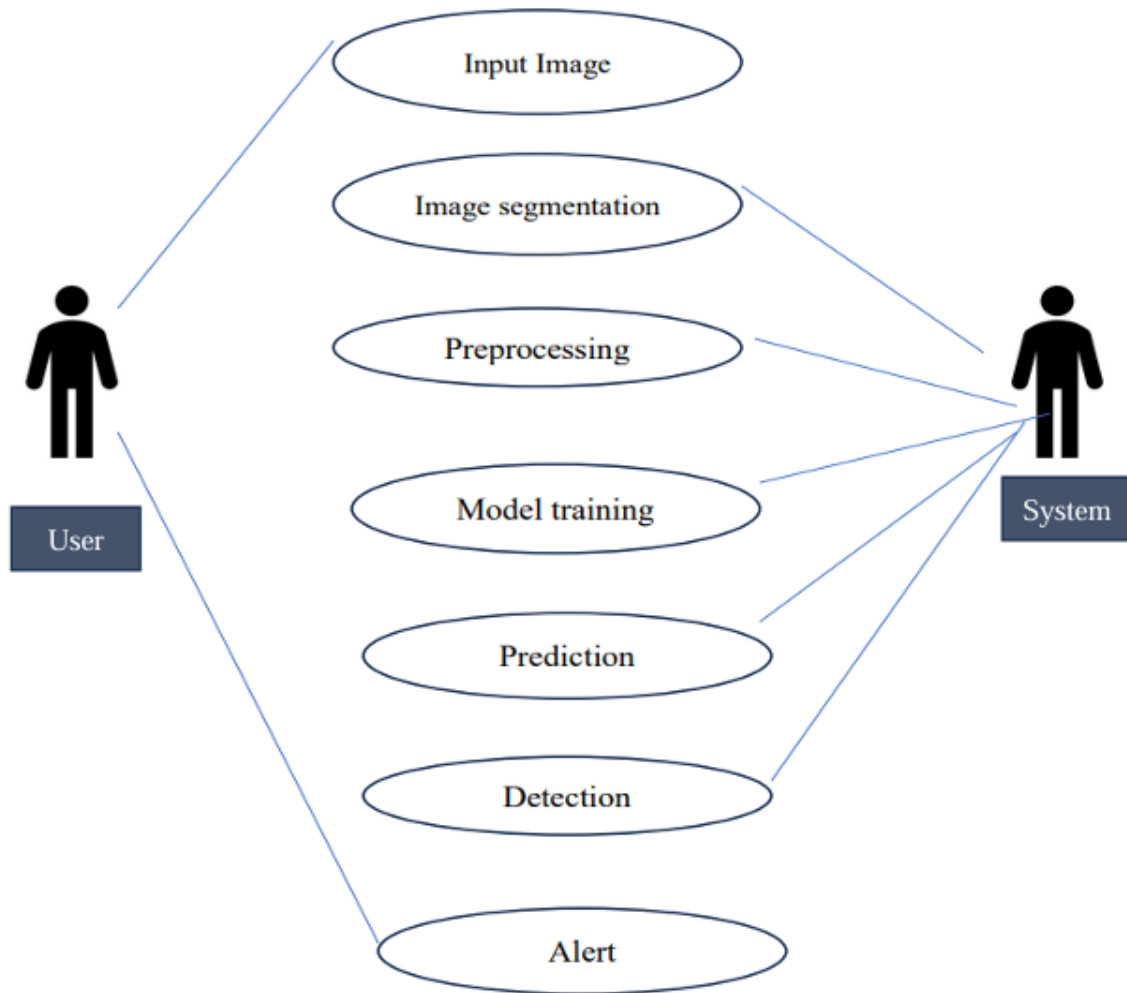 Input Image
Image segmentation
Preprocessing
Model training
System
User
Prediction
Detection
Alert